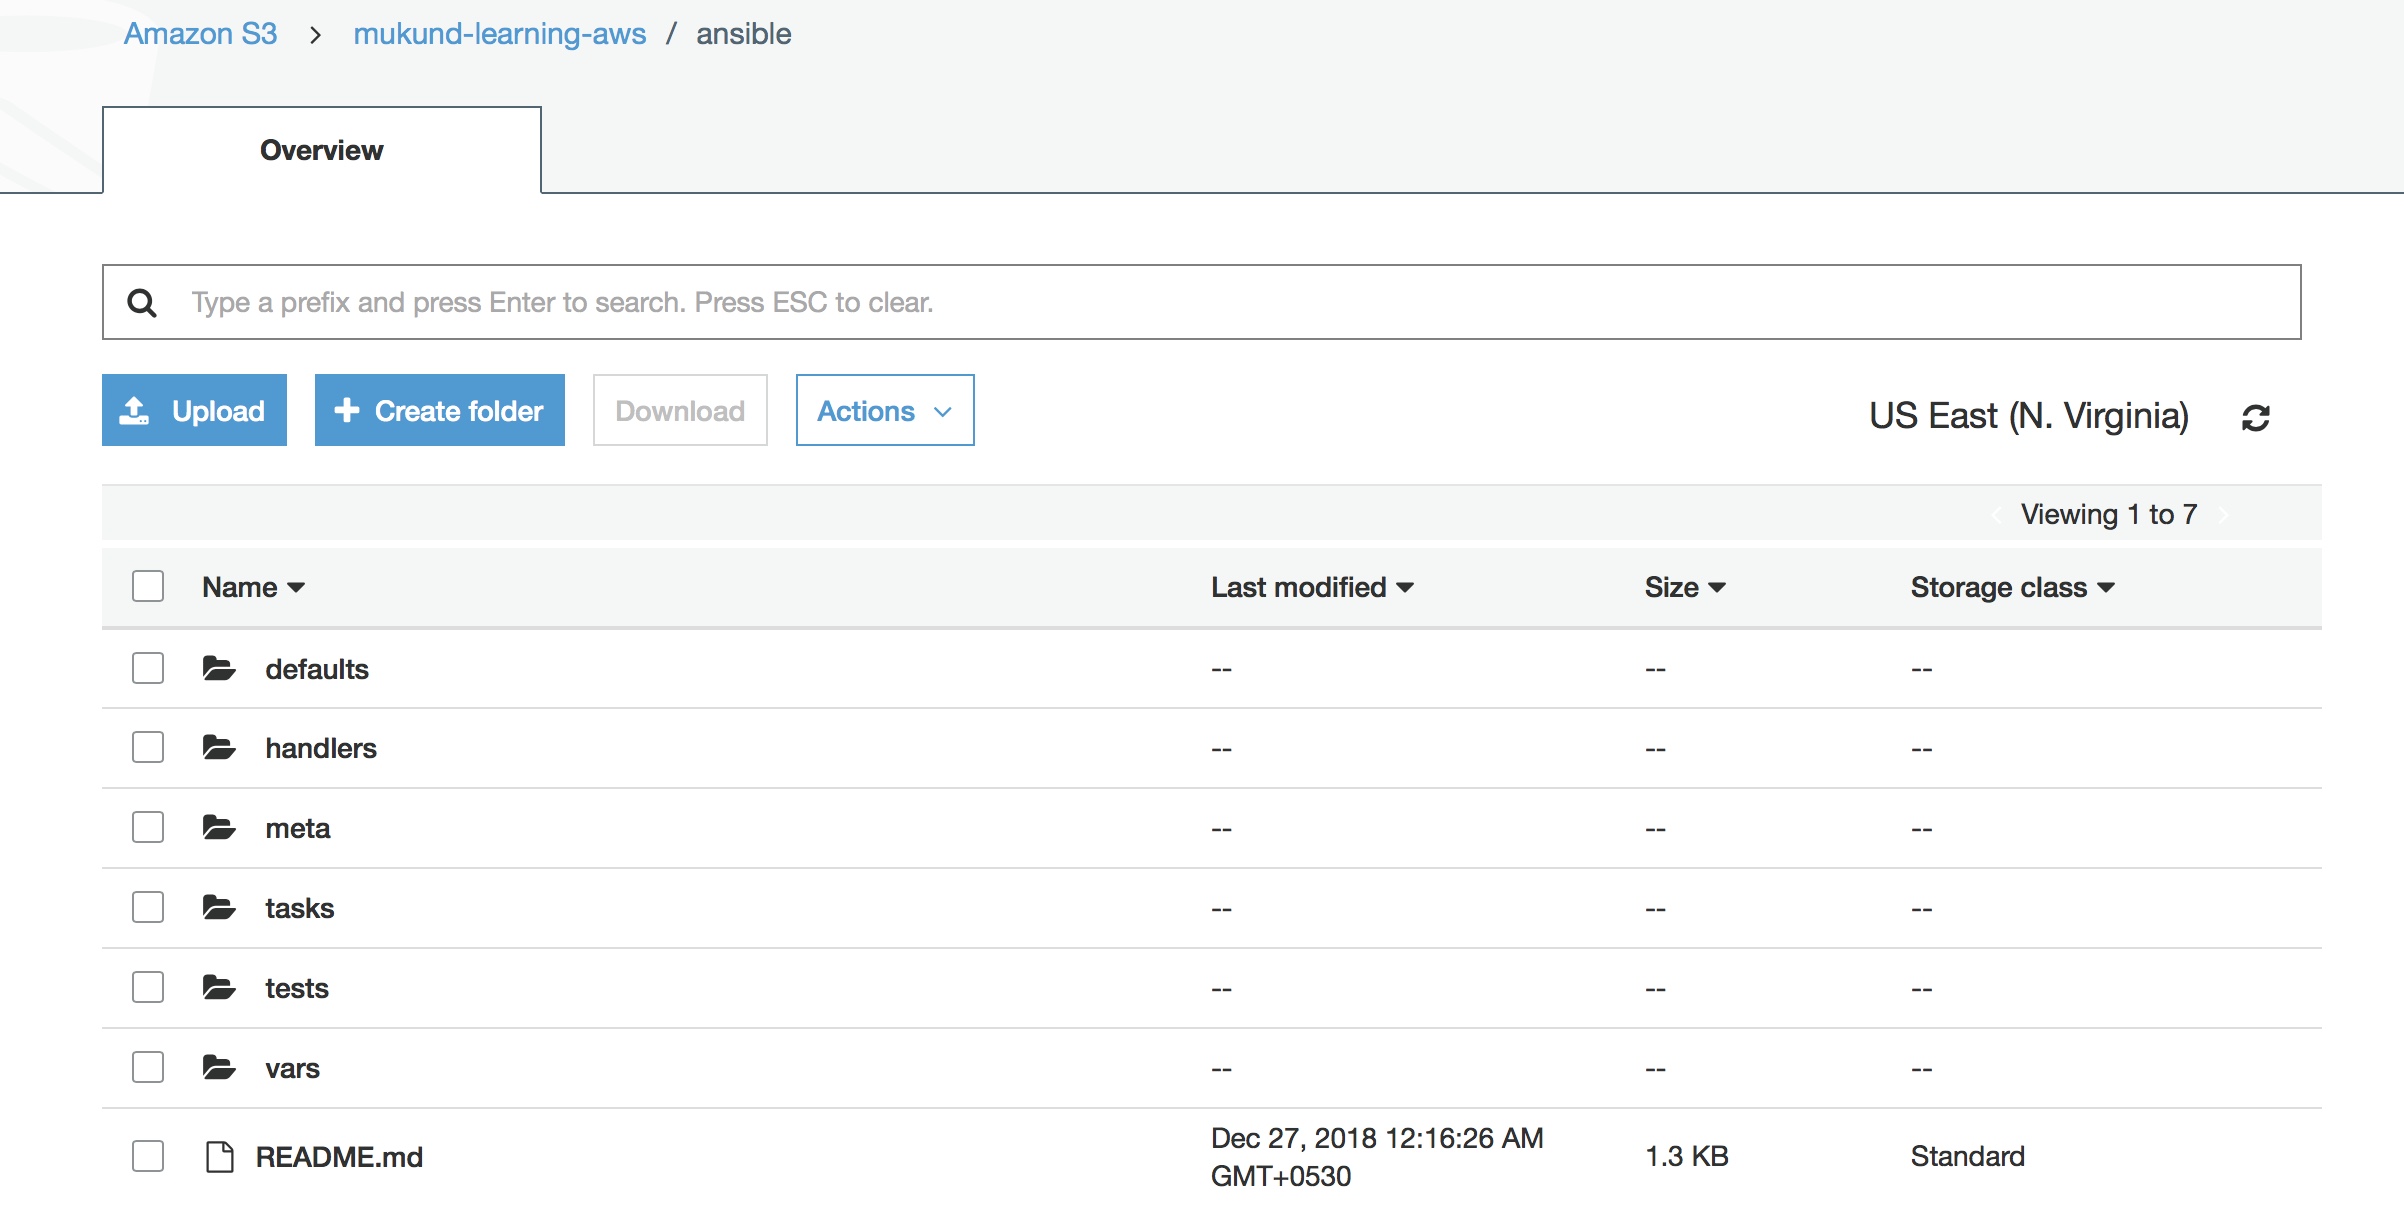 Amazon S3 > mukund-learning-aws / ansible
Overview
Type a prefix and press Enter to search. Press ESC to clear.
Upload + Create folder Download Actions US East (N. Virginia)
Viewing 1 to 7
Name Last modified Size Storage class
defaults -- -- --
handlers -- -- --
meta -- -- --
tasks -- -- --
tests -- -- --
vars -- -- --
README.md Dec 27, 2018 12:16:26 AM 1.3 KB Standard
GMT+0530